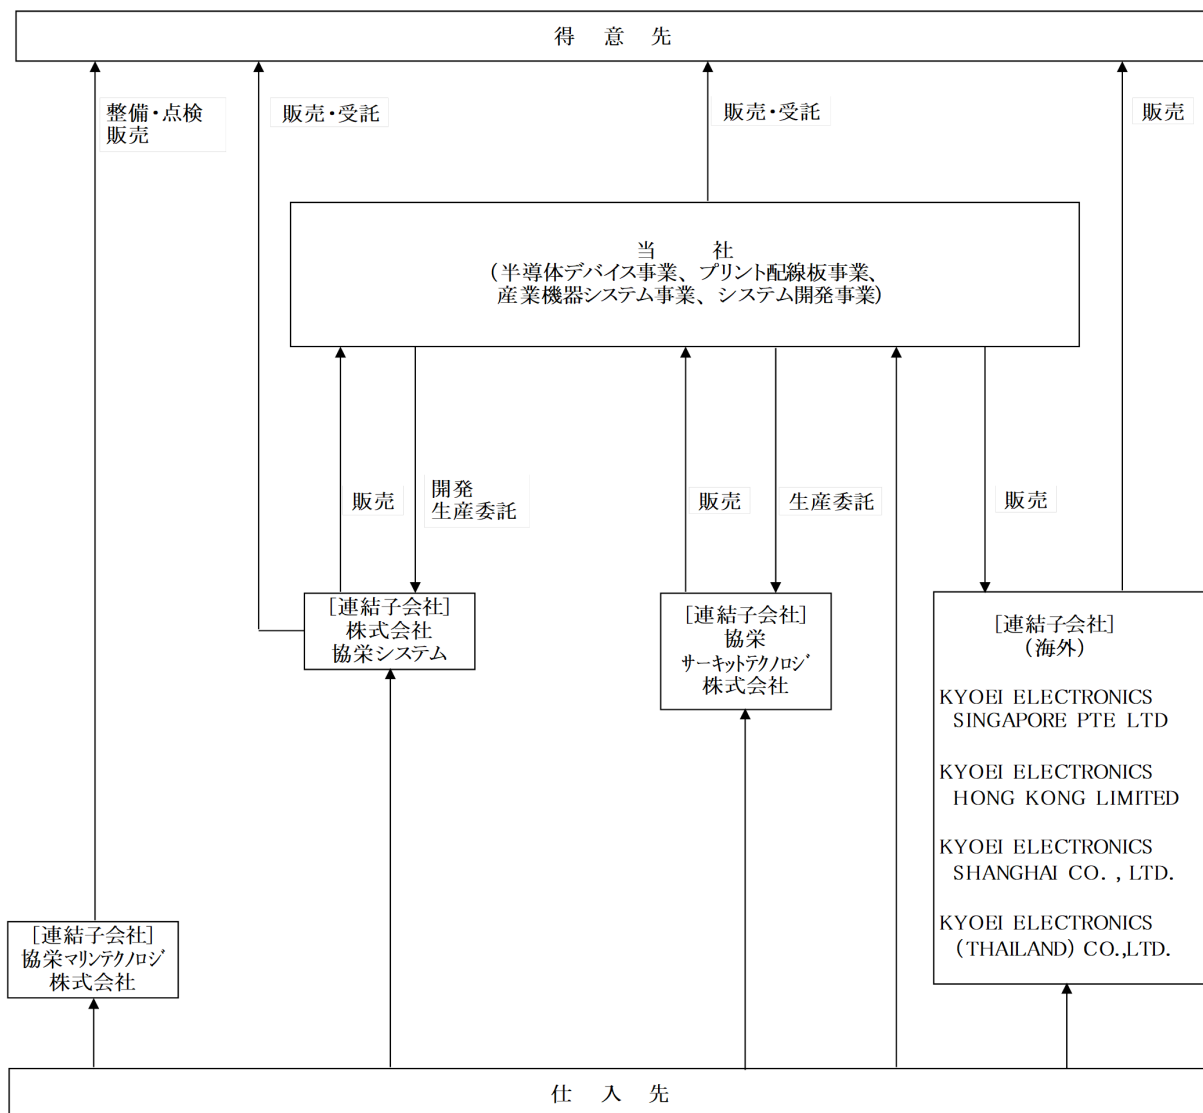 得 意 先
整備・点検
販売
販売・受託
販売・受託
販売
当 社
(半導体デバイス事業、プリント配線板事業、
産業機器システム事業、システム開発事業)
販売
開発
生産委託
販売
生産委託
販売
[連結子会社]
株式会社
協栄システム
[連結子会社]
協栄
サーキットテクノロジ
株式会社
[連結子会社]
(海外)
KYOEI ELECTRONICS
SINGAPORE PTE LTD
KYOEI ELECTRONICS
HONG KONG LIMITED
KYOEI ELECTRONICS
SHANGHAI CO. , LTD.
KYOEI ELECTRONICS
(THAILAND) CO.,LTD.
[連結子会社]
協栄マリンテクノロジ
株式会社
仕 入 先